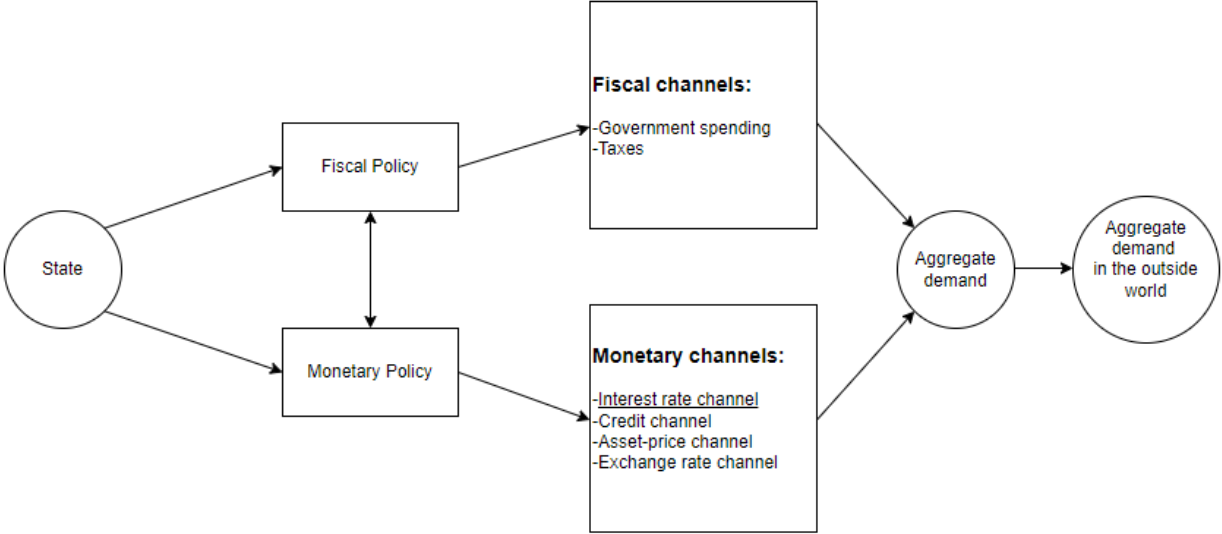 State
Fiscal Policy
Monetary Policy
Fiscal channels:
-Government spending
-Taxes
Monetary channels:
-Interest rate channel
-Credit channel
-Asset-price channel
-Exchange rate channel
Aggregate
demand
Aggregate
demand
in the outside
world